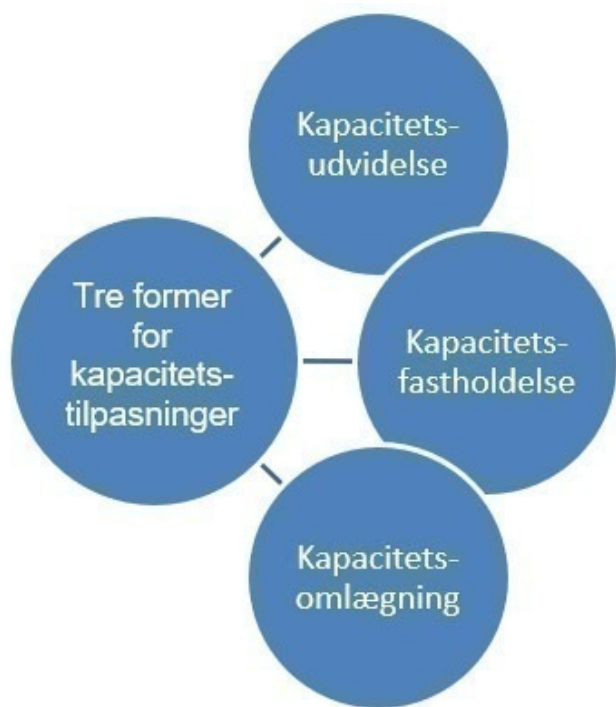 Kapacitets-
udvidelse
Tre former
for
kapacitets-
tilpasninger
Kapacitets-
fastholdelse
Kapacitets-
omlægning